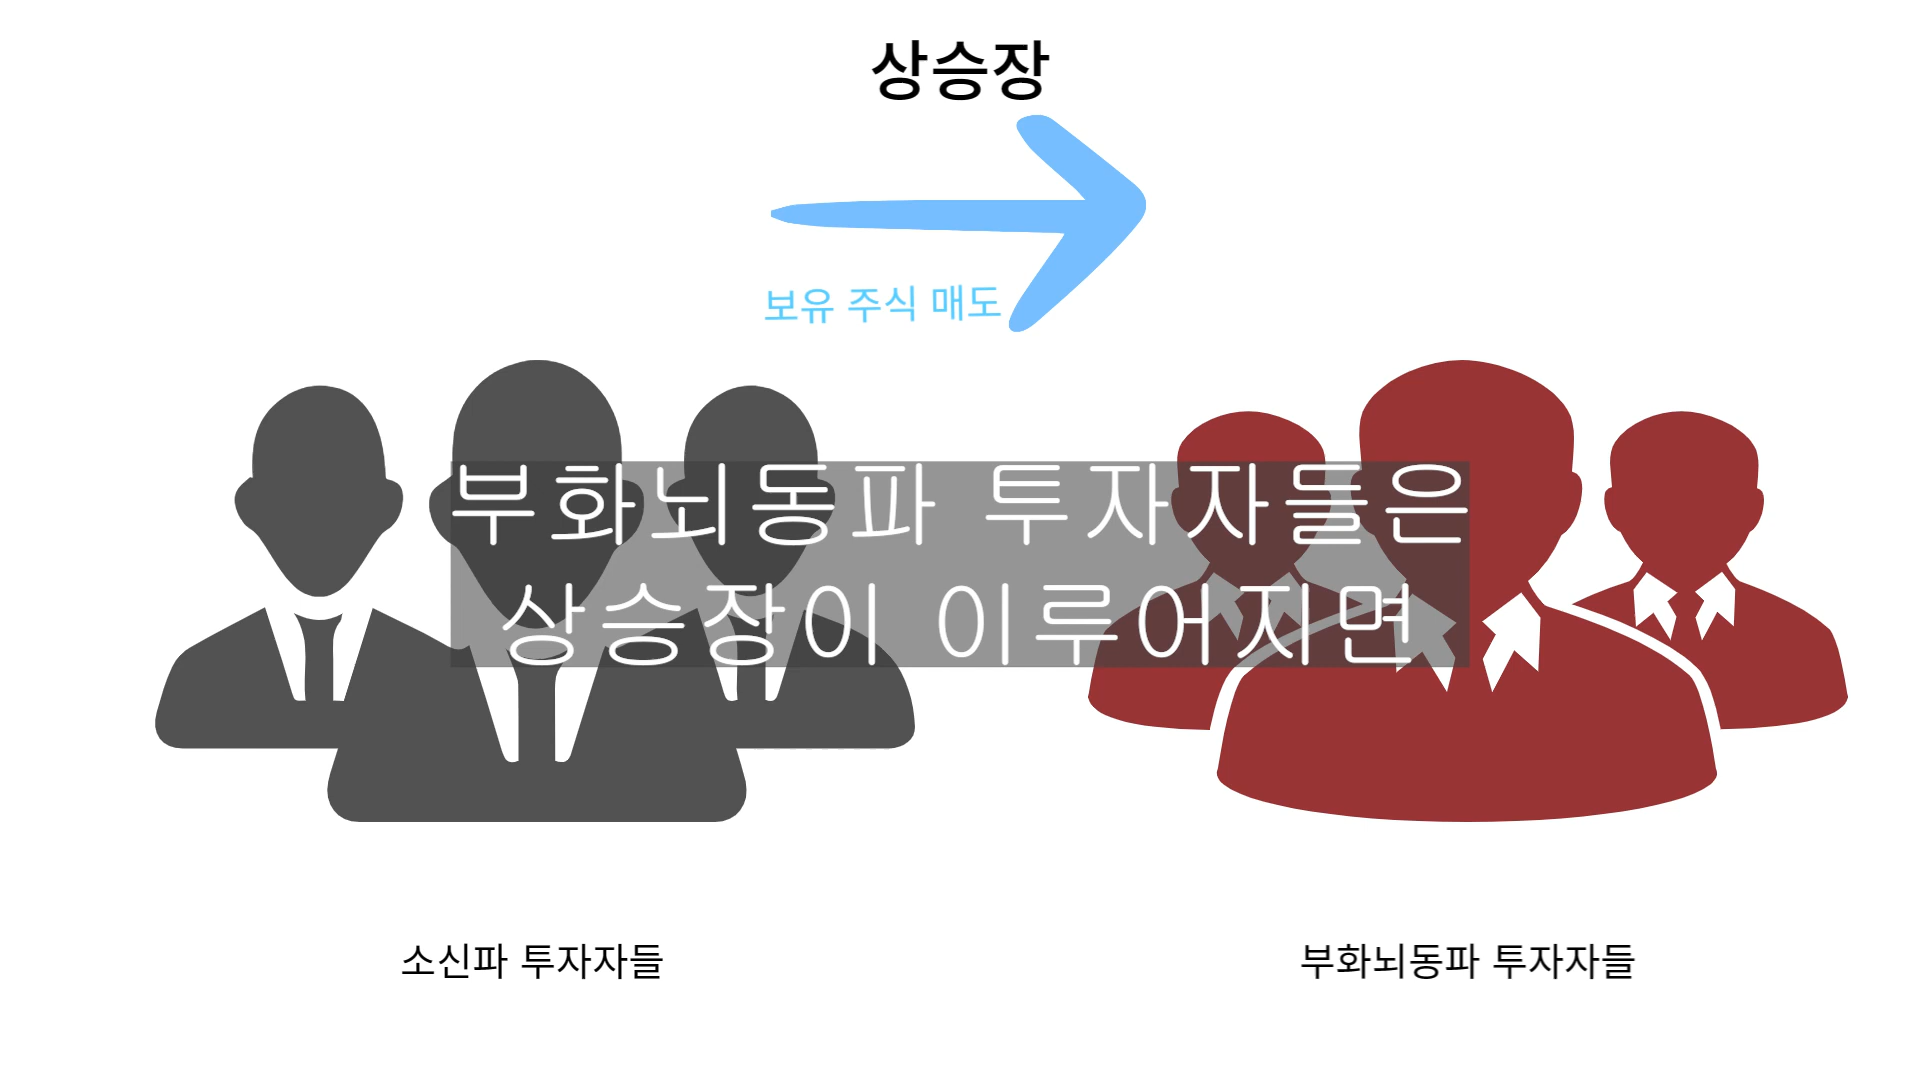 상승장
보유 주식 매도
부화뇌동파 투자자들은
상승장이 이루어지면
소신파 투자자들
부화뇌동파 투자자들